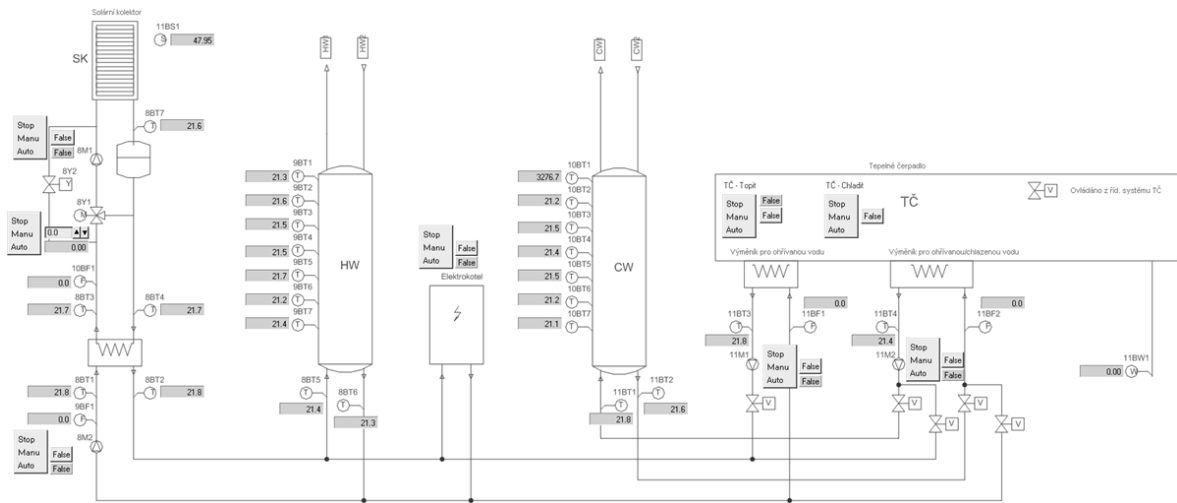 Solární kolektor
SK
11BS1
S
47.95
8BT7
T
21.6
Stop
Manu
Auto
False
False
8M1
8Y2
Y
8Y1
M
Stop
Manu
Auto
0.0
0.00
10BF1
0.0
F
8BT3
21.7
T
8BT4
T
21.7
8BT1
21.8
T
8BT2
T
21.8
9BF1
0.0
F
8M2
Stop
Manu
Auto
False
False
HW1
HW2
9BT1
21.3
T
9BT2
21.6
T
9BT3
21.5
T
9BT4
21.5
T
9BT5
21.7
T
9BT6
21.2
T
9BT7
21.4
T
HW
8BT5
T
21.4
8BT6
T
21.3
Stop
Manu
Auto
False
False
Elektrokotel
CW2
10BT1
3276.7
T
10BT2
21.2
T
10BT3
21.5
T
10BT4
21.4
T
10BT5
21.5
T
10BT6
21.2
T
10BT7
21.1
T
CW
11BT1
T
21.8
11BT2
T
21.6
Tepelné čerpadlo
TČ - Topit
Stop
Manu
Auto
False
False
TČ - Chladit
Stop
Manu
Auto
False
TČ
V
Ovládáno z říd. systému TČ
Výměník pro ohřívanou vodu
Výměník pro ohřívanou/chlazenou vodu
0.0
0.0
11BT3
T
21.8
11BF1
F
11BT4
T
21.4
11BF2
F
11M1
Stop
Manu
Auto
False
False
11M2
Stop
Manu
Auto
False
False
11BW1
0.00
W
V
V
V
V
V